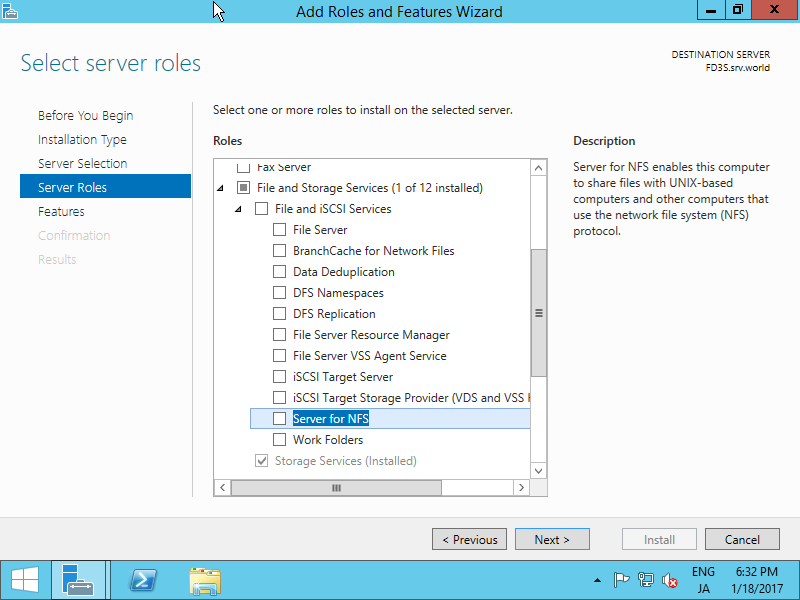 Add Roles and Features Wizard
Select server roles
DESTINATION SERVER
FD3S.srv.world
Before You Begin
Installation Type
Server Selection
Server Roles
Features
Confirmation
Results
Select one or more roles to install on the selected server.
Roles
Fax Server
File and Storage Services (1 of 12 installed)
File and iSCSI Services
File Server
BranchCache for Network Files
Data Deduplication
DFS Namespaces
DFS Replication
File Server Resource Manager
File Server VSS Agent Service
iSCSI Target Server
iSCSI Target Storage Provider (VDS and VSS
Server for NFS
Work Folders
Storage Services (Installed)
Description
Server for NFS enables this computer
to share files with UNIX-based
computers and other computers that
use the network file system (NFS)
protocol.
< Previous
Next >
Install
Cancel
ENG
JA
6:32 PM
1/18/2017